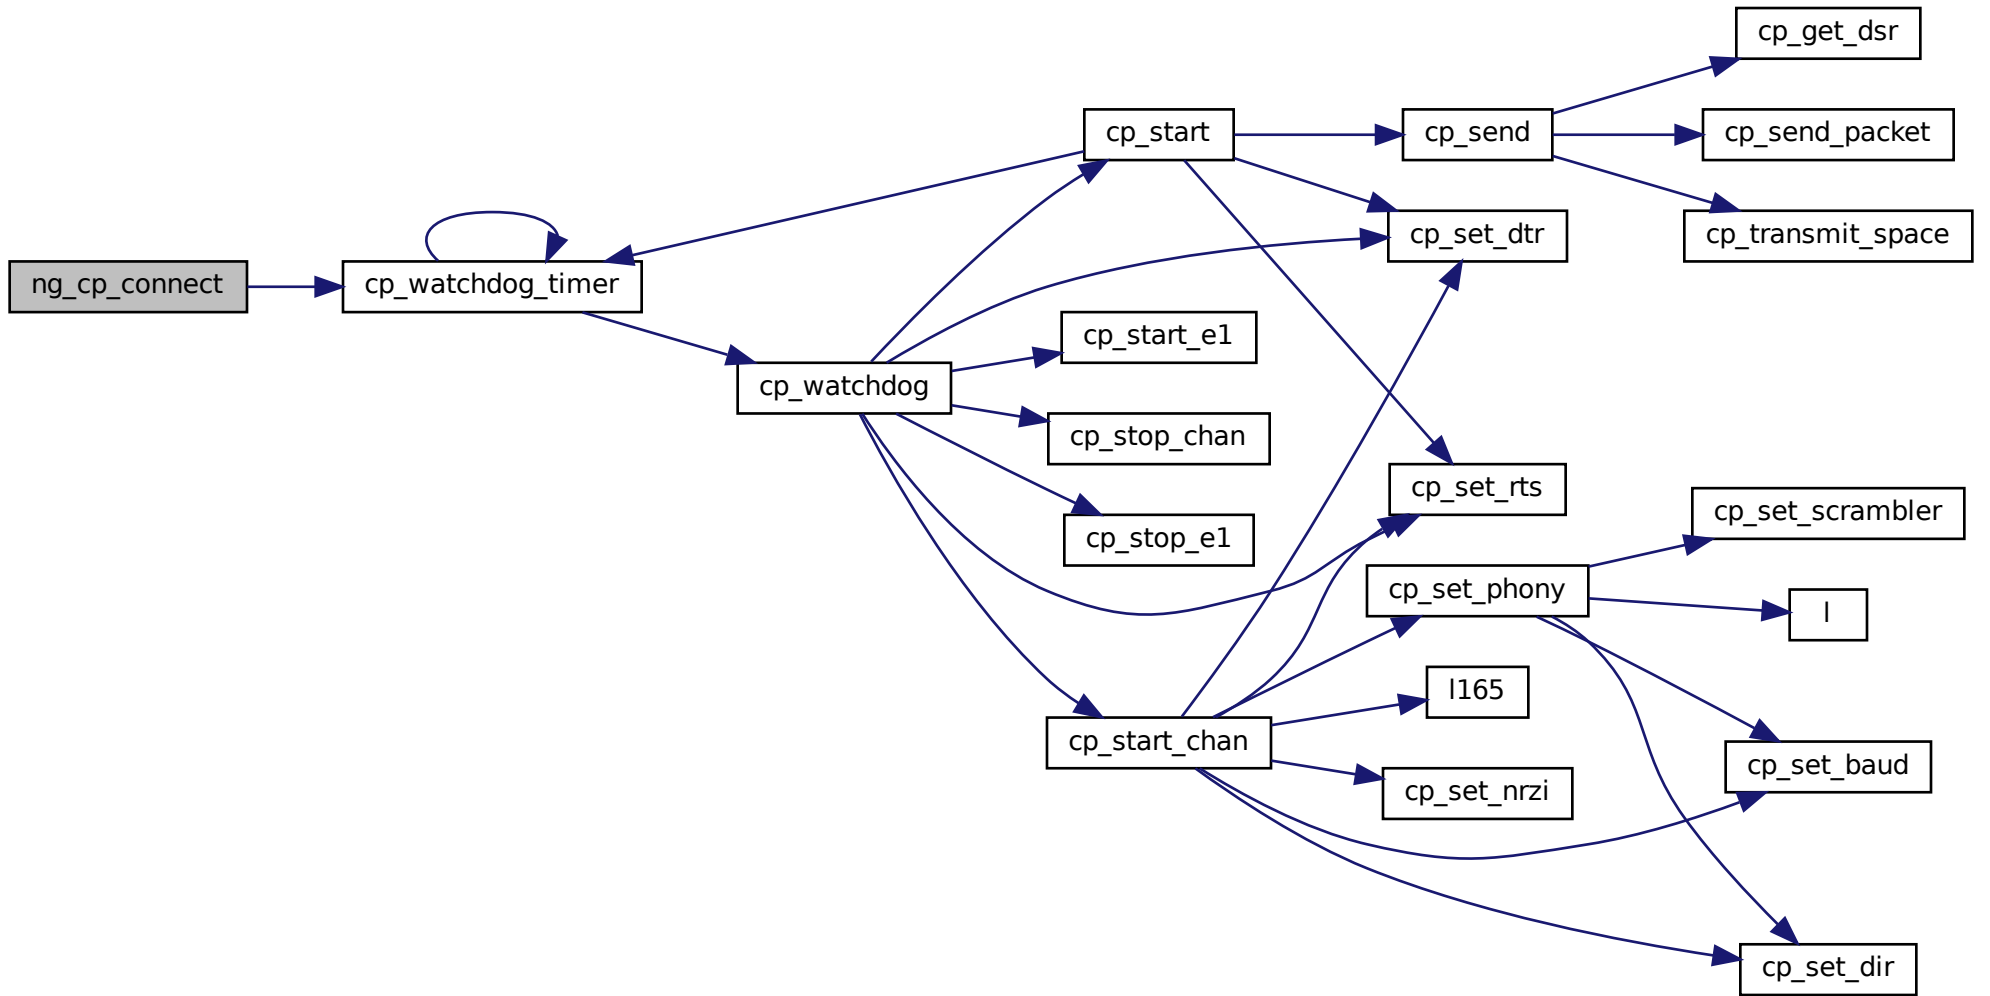 ng_cp_connect
cp_watchdog_timer
cp_watchdog
cp_start
cp_start_e1
cp_stop_chan
cp_stop_e1
cp_start_chan
cp_send
cp_set_dtr
cp_set_rts
cp_set_phony
l165
cp_set_nrzi
cp_get_dsr
cp_send_packet
cp_transmit_space
cp_set_scrambler
l
cp_set_baud
cp_set_dir